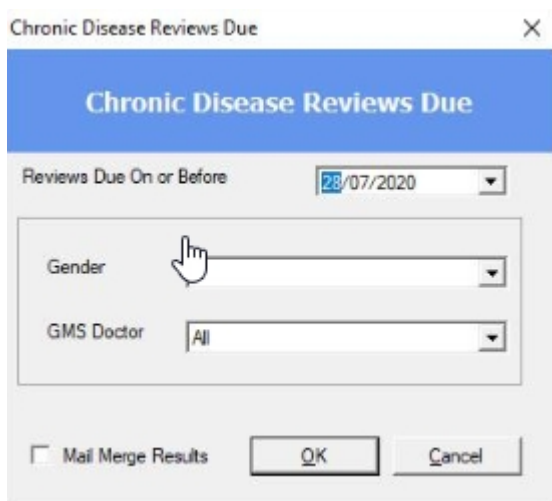 Chronic Disease Reviews Due
Chronic Disease Reviews Due
Reviews Due On or Before 28/07/2020
Gender
GMS Doctor All
Mail Merge Results OK Cancel